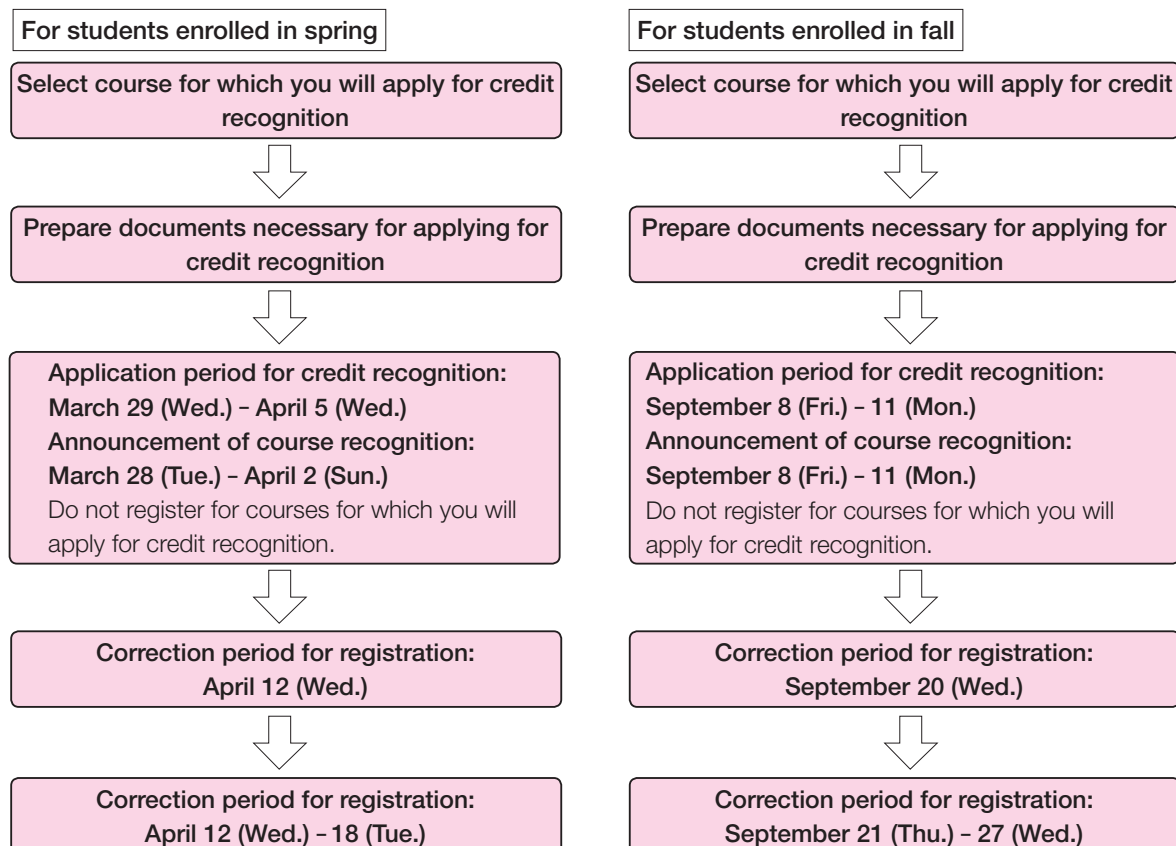 For students enrolled in spring
Select course for which you will apply for credit
recognition
Prepare documents necessary for applying for
credit recognition
Application period for credit recognition:
March 29 (Wed.) – April 5 (Wed.)
Announcement of course recognition:
March 28 (Tue.) – April 2 (Sun.)
Do not register for courses for which you will
apply for credit recognition.
Correction period for registration:
April 12 (Wed.)
Correction period for registration:
April 12 (Wed.) – 18 (Tue.)
For students enrolled in fall
Select course for which you will apply for credit
recognition
Prepare documents necessary for applying for
credit recognition
Application period for credit recognition:
September 8 (Fri.) – 11 (Mon.)
Announcement of course recognition:
September 8 (Fri.) – 11 (Mon.)
Do not register for courses for which you will
apply for credit recognition.
Correction period for registration:
September 20 (Wed.)
Correction period for registration:
September 21 (Thu.) – 27 (Wed.)